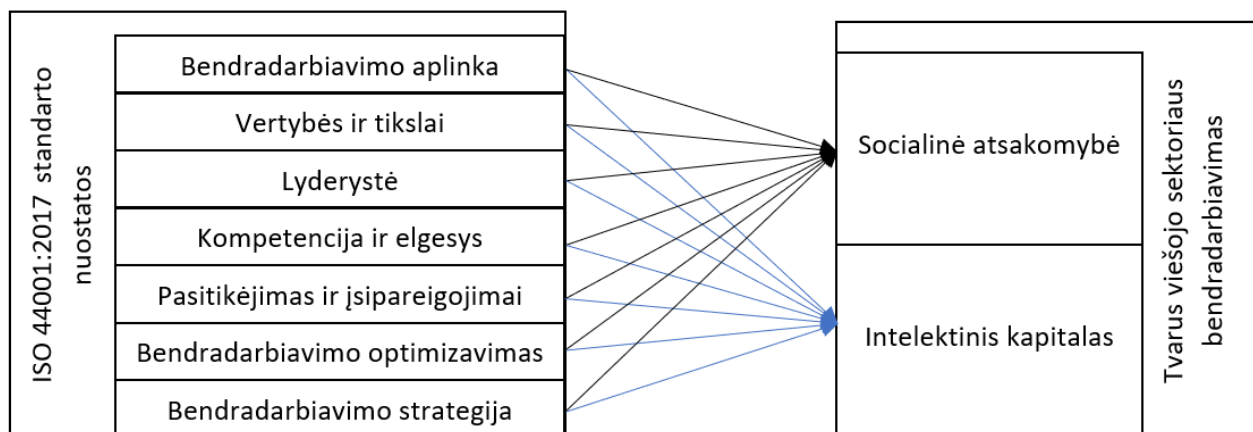 ISO 44001:2017 standarto
nuostatos
Bendradarbiavimo aplinka
Vertybės ir tikslai
Lyderystė
Kompetencija ir elgesys
Pasitikėjimas ir įsipareigojimai
Bendradarbiavimo optimizavimas
Bendradarbiavimo strategija
Socialinė atsakomybė
Intelektinis kapitalas
Tvarus viešojo sektoriaus
bendradarbiavimas